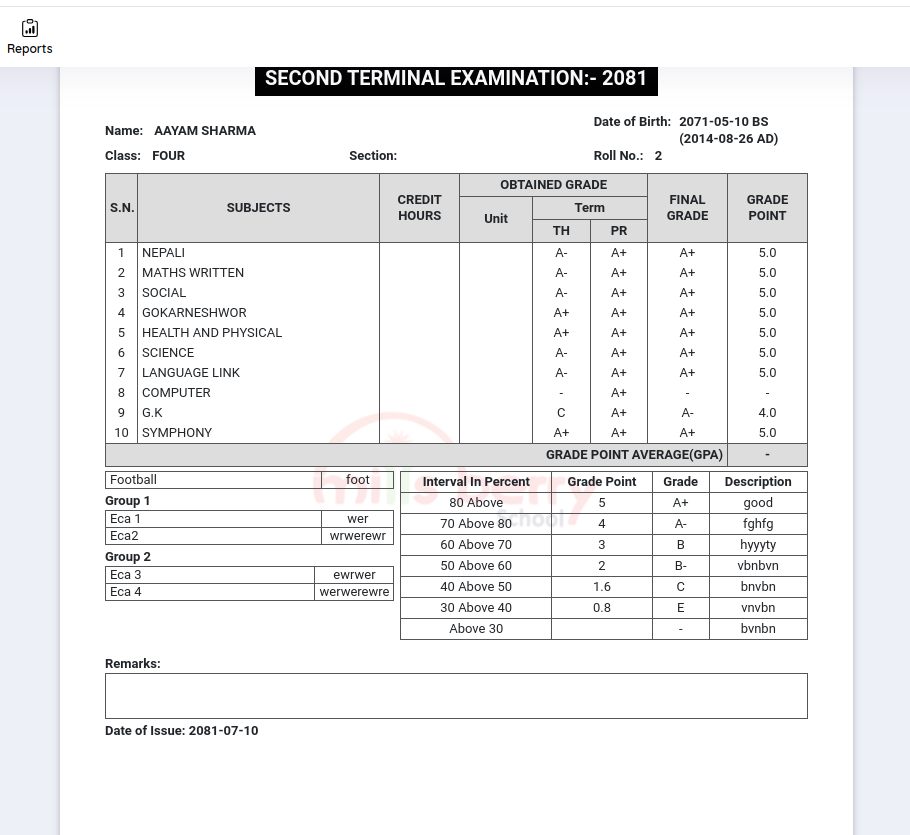 Reports
SECOND TERMINAL EXAMINATION:- 2081
Name: AAYAM SHARMA
Date of Birth: 2071-05-10 BS
(2014-08-26 AD)
Class: FOUR Section: Roll No.: 2
S.N. SUBJECTS CREDIT HOURS OBTAINED GRADE FINAL GRADE GRADE POINT
Unit Term
TH PR
1 NEPALI A- A+ A+ 5.0
2 MATHS WRITTEN A- A+ A+ 5.0
3 SOCIAL A- A+ A+ 5.0
4 GOKARNESHWOR A+ A+ A+ 5.0
5 HEALTH AND PHYSICAL A+ A+ A+ 5.0
6 SCIENCE A- A+ A+ 5.0
7 LANGUAGE LINK A- A+ A+ 5.0
8 COMPUTER - A+ - -
9 G.K C A+ A- 4.0
10 SYMPHONY A+ A+ A+ 5.0
GRADE POINT AVERAGE(GPA) -
mills berry
School
Football foot
Group 1
Eca 1 wer
Eca2 wrwerewr
Group 2
Eca 3 ewrwer
Eca 4 werwerewre
Interval In Percent Grade Point Grade Description
80 Above 5 A+ good
70 Above 80 4 A- fghfg
60 Above 70 3 B hyyyty
50 Above 60 2 B- vbnbvn
40 Above 50 1.6 C bnvbn
30 Above 40 0.8 E vnvbn
Above 30 - bvnbn
Remarks:
Date of Issue: 2081-07-10